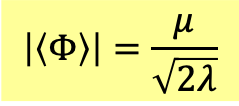 |⟨Φ⟩| = μ / √2λ